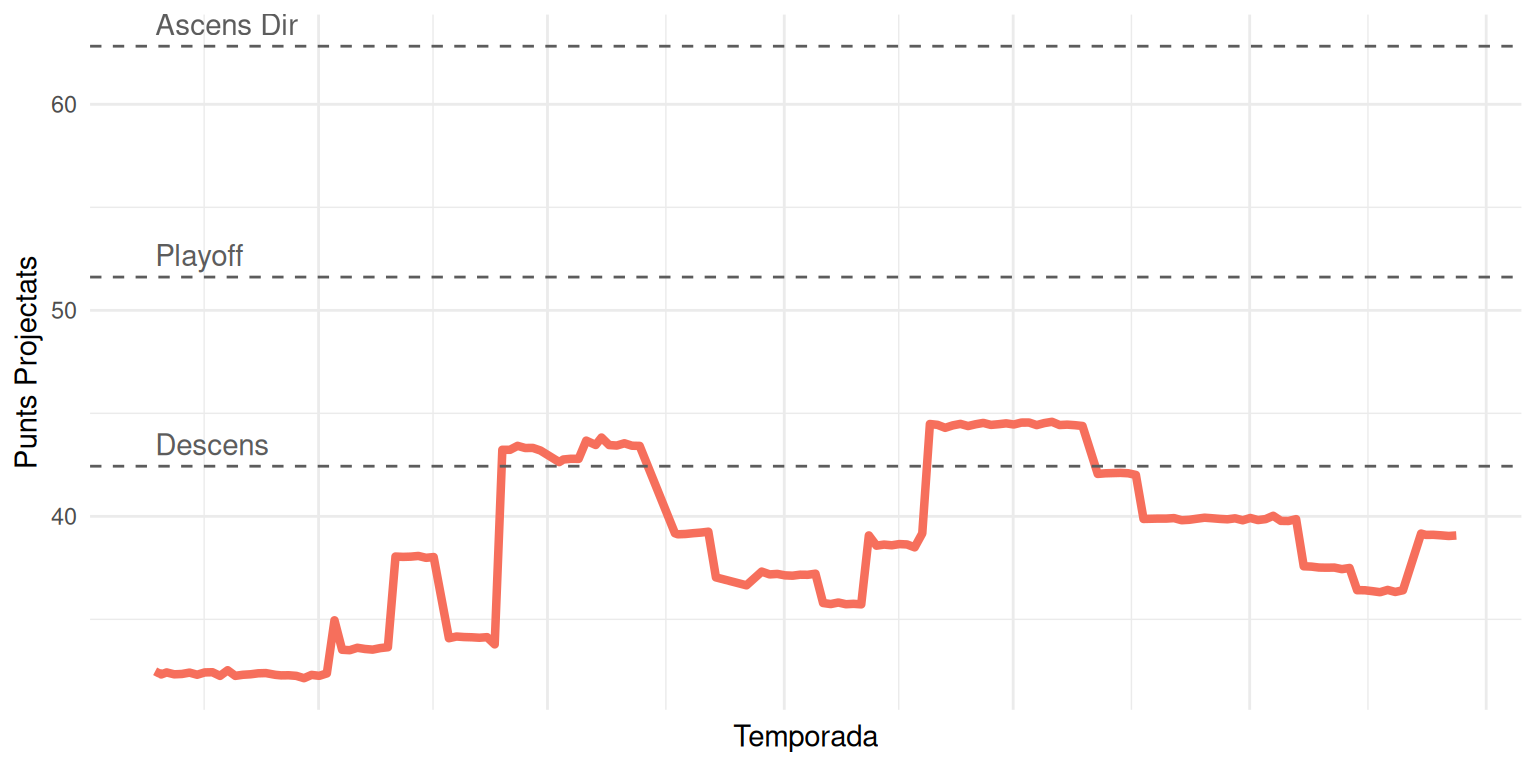 Ascens Dir
60
Playoff
50
Descens
40
Punts Projectats
Temporada